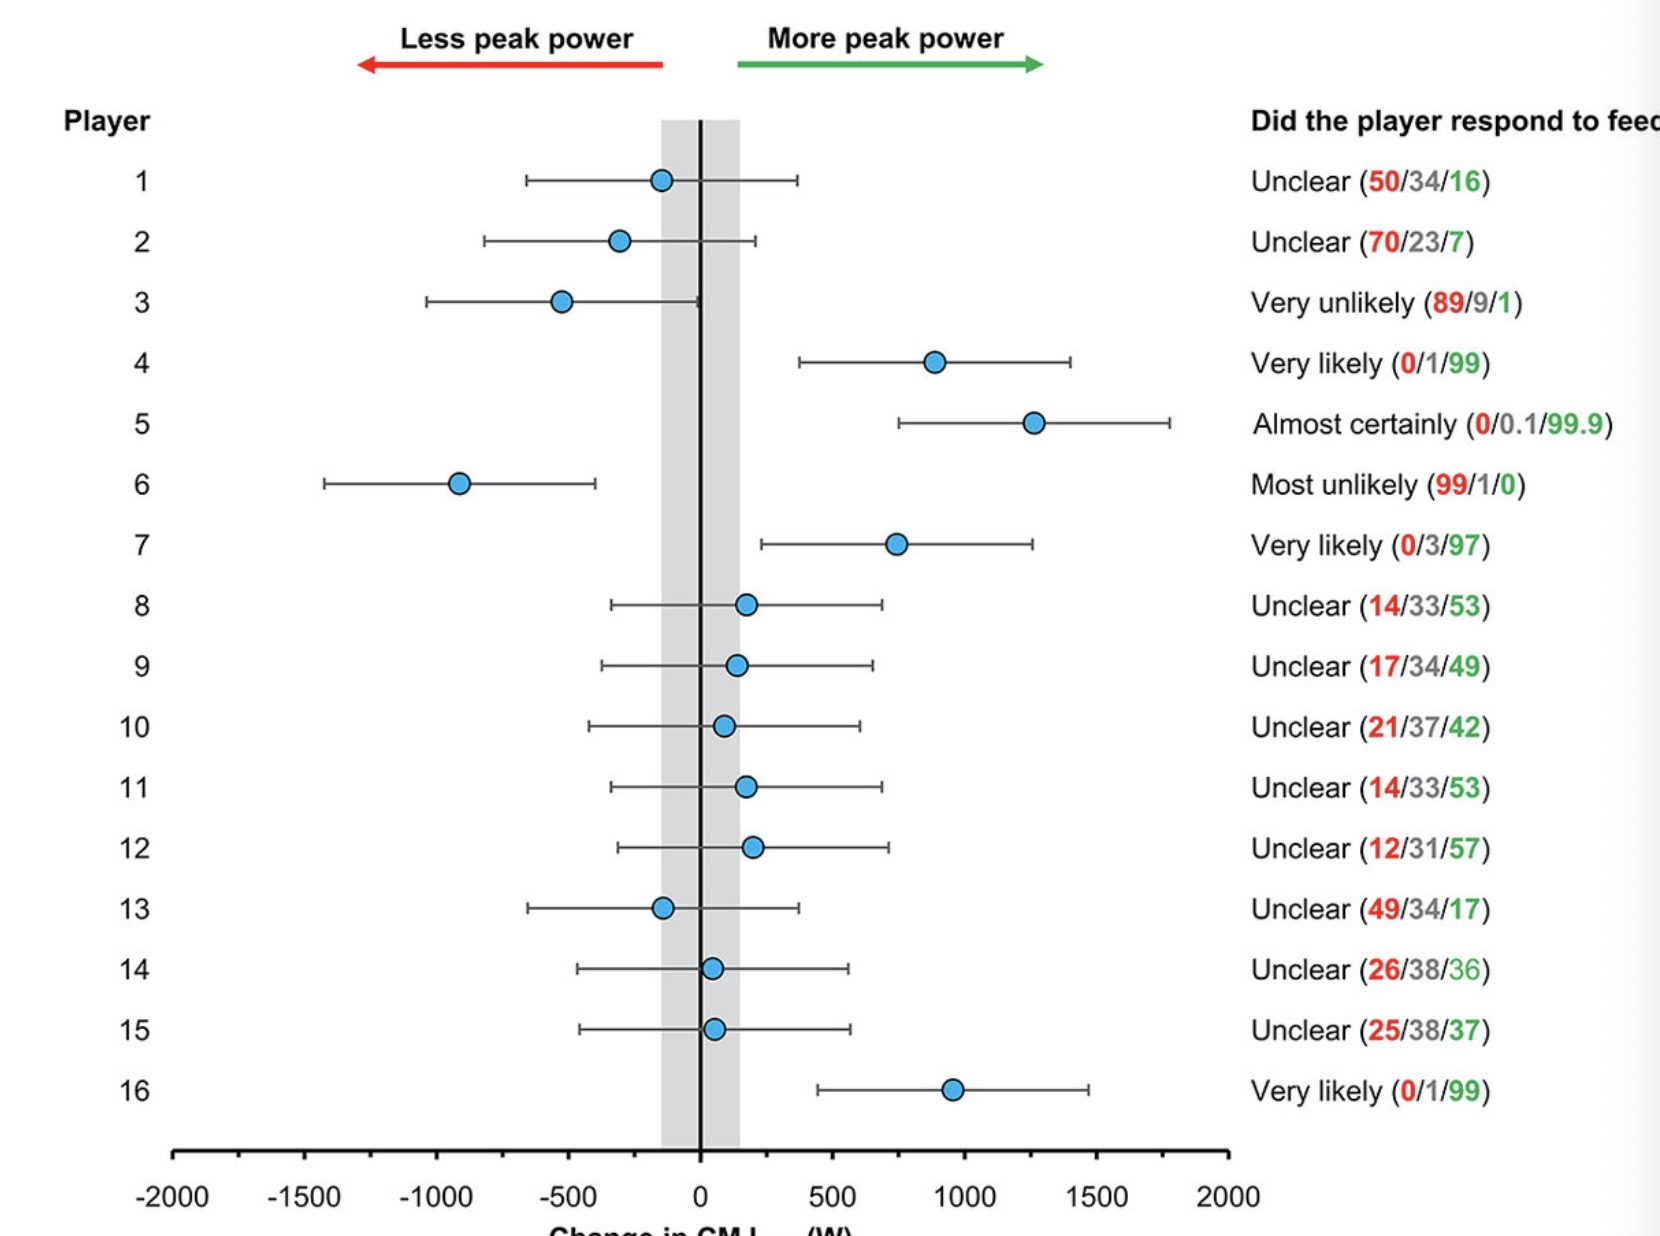 Less peak power More peak power
Player Did the player respond to
1 Unclear (50/34/16)
2 Unclear (70/23/7)
3 Very unlikely (89/9/1)
4 Very likely (0/1/99)
5 Almost certainly (0/0.1/99.9)
6 Most unlikely (99/1/0)
7 Very likely (0/3/97)
8 Unclear (14/33/53)
9 Unclear (17/34/49)
10 Unclear (21/37/42)
11 Unclear (14/33/53)
12 Unclear (12/31/57)
13 Unclear (49/34/17)
14 Unclear (26/38/36)
15 Unclear (25/38/37)
16 Very likely (0/1/99)
-2000 -1500 -1000 -500 0 500 1000 1500 2000
Change in (W)